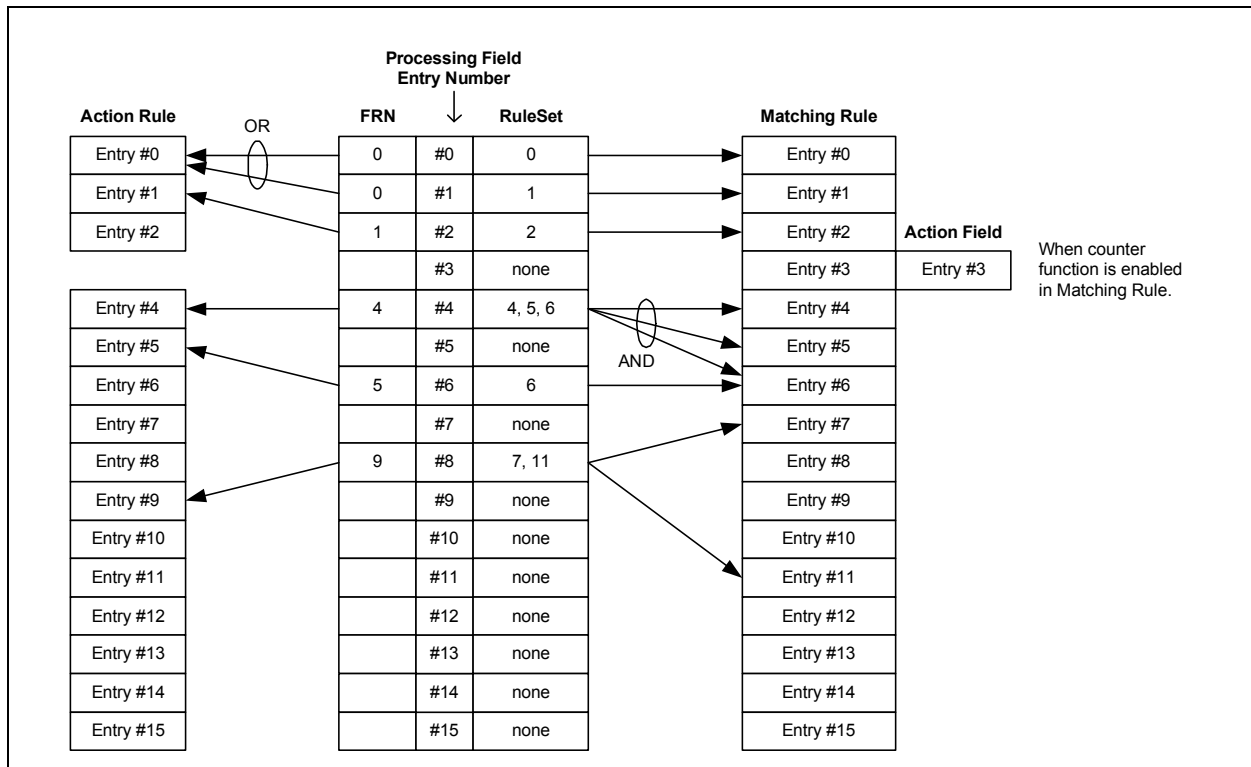 Processing Field
Entry Number
Action Rule
OR
FRN
RuleSet
Matching Rule
Entry #0
0
#0
0
Entry #0
Entry #1
0
#1
1
Entry #1
Entry #2
1
#2
2
Entry #2
Action Field
#3
none
Entry #3
Entry #3
When counter
function is enabled
in Matching Rule.
Entry #4
4
#4
4, 5, 6
Entry #4
Entry #5
#5
none
AND
Entry #5
Entry #6
5
#6
6
Entry #6
Entry #7
#7
none
Entry #7
Entry #8
9
#8
7, 11
Entry #8
Entry #9
#9
none
Entry #9
Entry #10
#10
none
Entry #10
Entry #11
#11
none
Entry #11
Entry #12
#12
none
Entry #12
Entry #13
#13
none
Entry #13
Entry #14
#14
none
Entry #14
Entry #15
#15
none
Entry #15